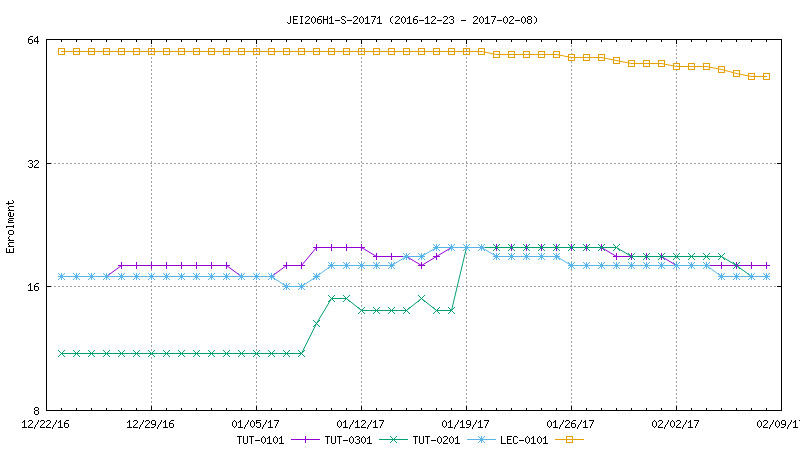 JEI206H1-S-20171 (2016-12-23 - 2017-02-08)
64
32
16
8
Enrolment
12/22/16 12/29/16 01/05/17 01/12/17 01/19/17 01/26/17 02/02/17 02/09/17
TUT-0101 TUT-0301 TUT-0201 LEC-0101